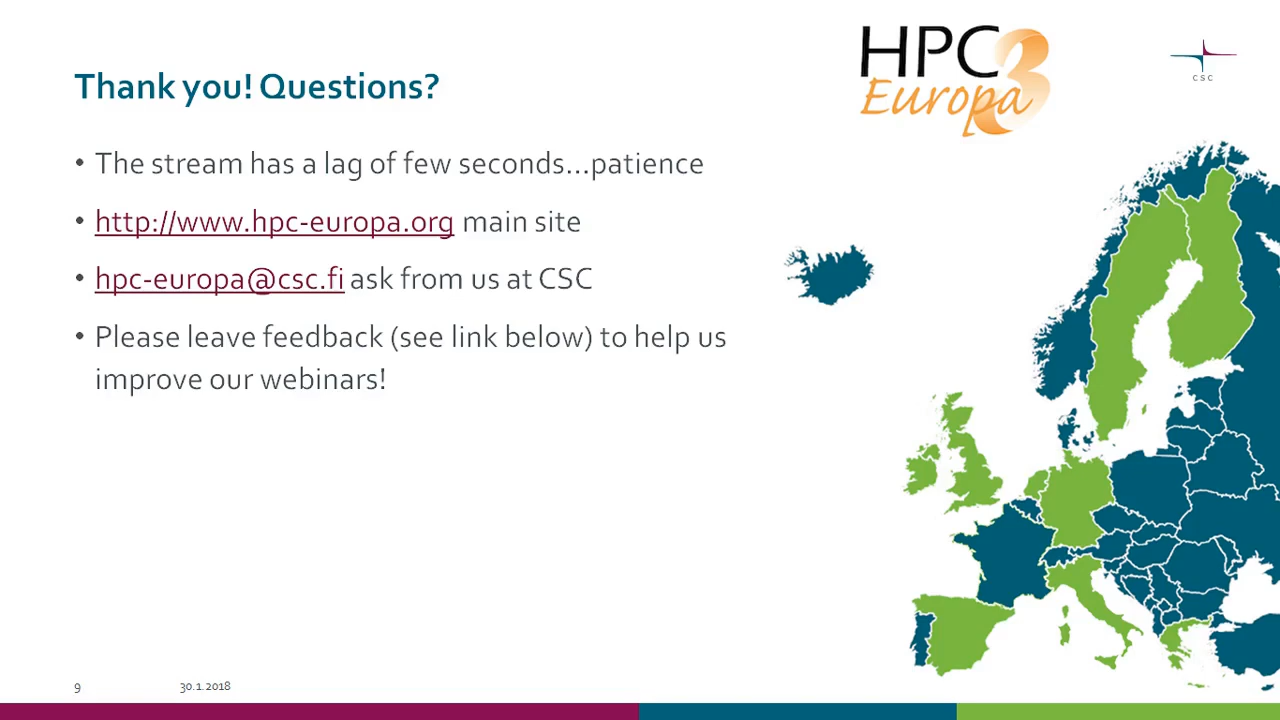 HPC 3
Europa
CSC
Thank you! Questions?
• The stream has a lag of few seconds...patience
• http://www.hpc-europa.org main site
• hpc-europa@csc.fi ask from us at CSC
• Please leave feedback (see link below) to help us
improve our webinars!
9 30.1.2018